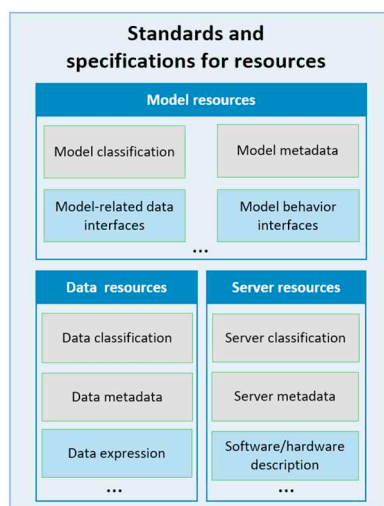 Standards and
specifications for resources
Model resources
Model classification
Model metadata
Model-related data
interfaces
Model behavior
interfaces
...
Data resources
Data classification
Data metadata
Data expression
...
Server resources
Server classification
Server metadata
Software/hardware
description
...